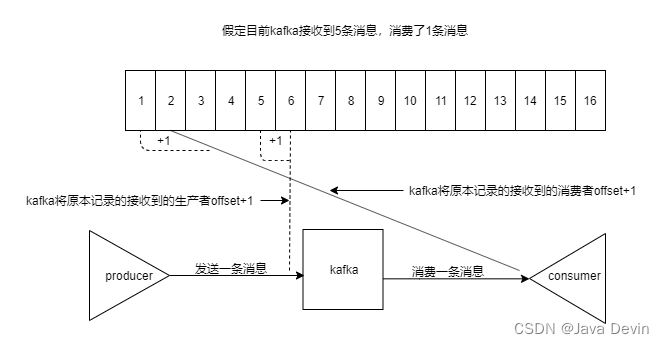 假定目前kafka接收到5条消息，消费了1条消息
1 2 3 4 5 6 7 8 9 10 11 12 13 14 15 16
+1 +1
kafka将原本记录的接收到的消费者offset+1
kafka将原本记录的接收到的生产者offset+1
producer 发送一条消息 kafka 消费一条消息 consumer
CSDN @Java Devin